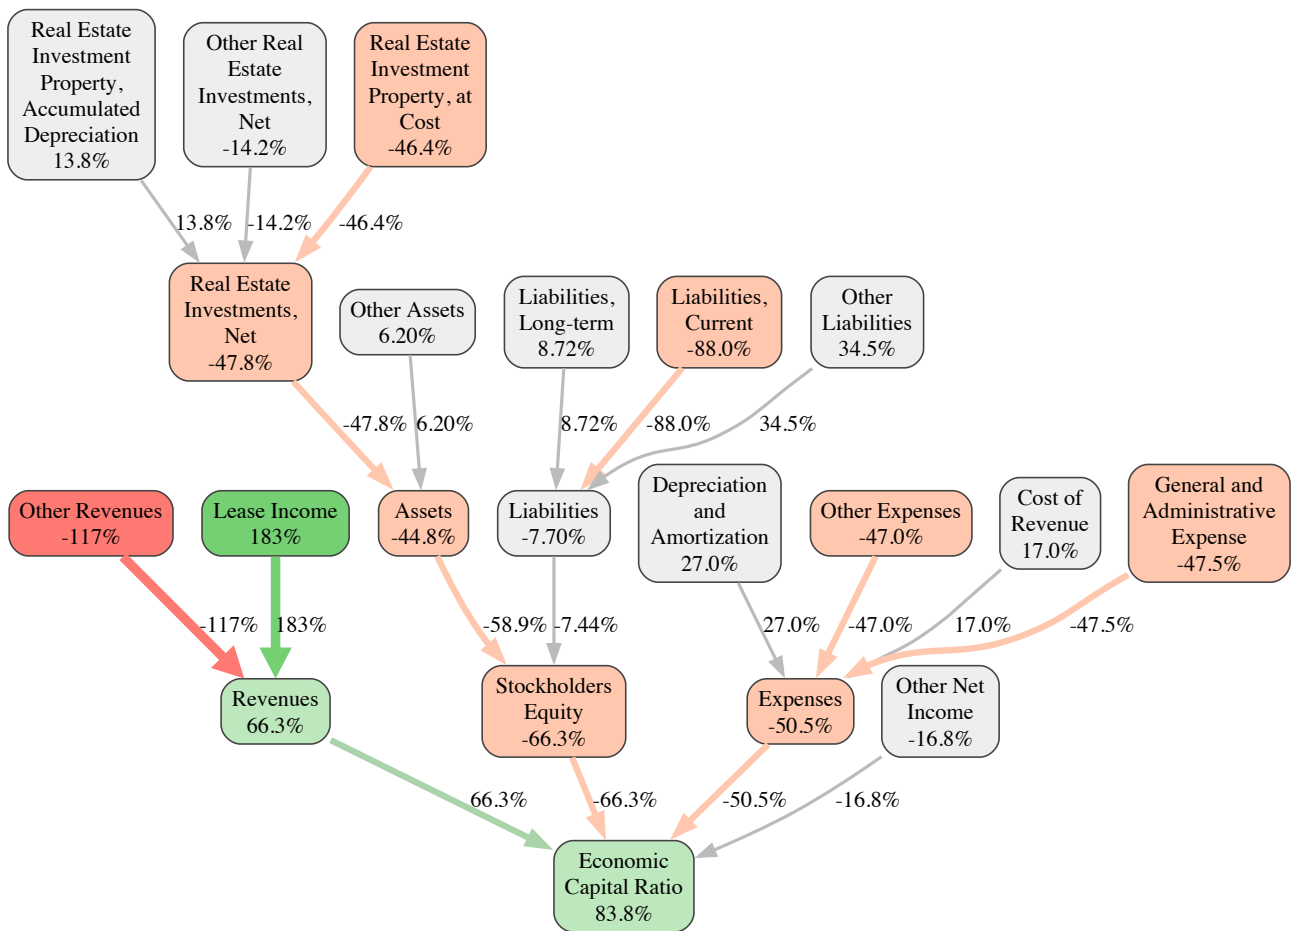 Real Estate
Investment
Property,
Accumulated
Depreciation
13.8%
Other Real
Estate
Investments,
Net
-14.2%
Real Estate
Investment
Property, at
Cost
-46.4%
13.8%
-14.2%
-46.4%
Real Estate
Investments,
Net
-47.8%
Other Assets
6.20%
Liabilities,
Long-term
8.72%
Liabilities,
Current
-88.0%
Other
Liabilities
34.5%
-47.8%
6.20%
8.72%
-88.0%
34.5%
Other Revenues
-117%
Lease Income
183%
Assets
-44.8%
Liabilities
-7.70%
Depreciation
and
Amortization
27.0%
Other Expenses
-47.0%
Cost of
Revenue
17.0%
General and
Administrative
Expense
-47.5%
-117%
183%
-58.9%
-7.44%
27.0%
-47.0%
17.0%
-47.5%
Revenues
66.3%
Stockholders
Equity
-66.3%
Expenses
-50.5%
Other Net
Income
-16.8%
66.3%
-66.3%
-50.5%
-16.8%
Economic
Capital Ratio
83.8%